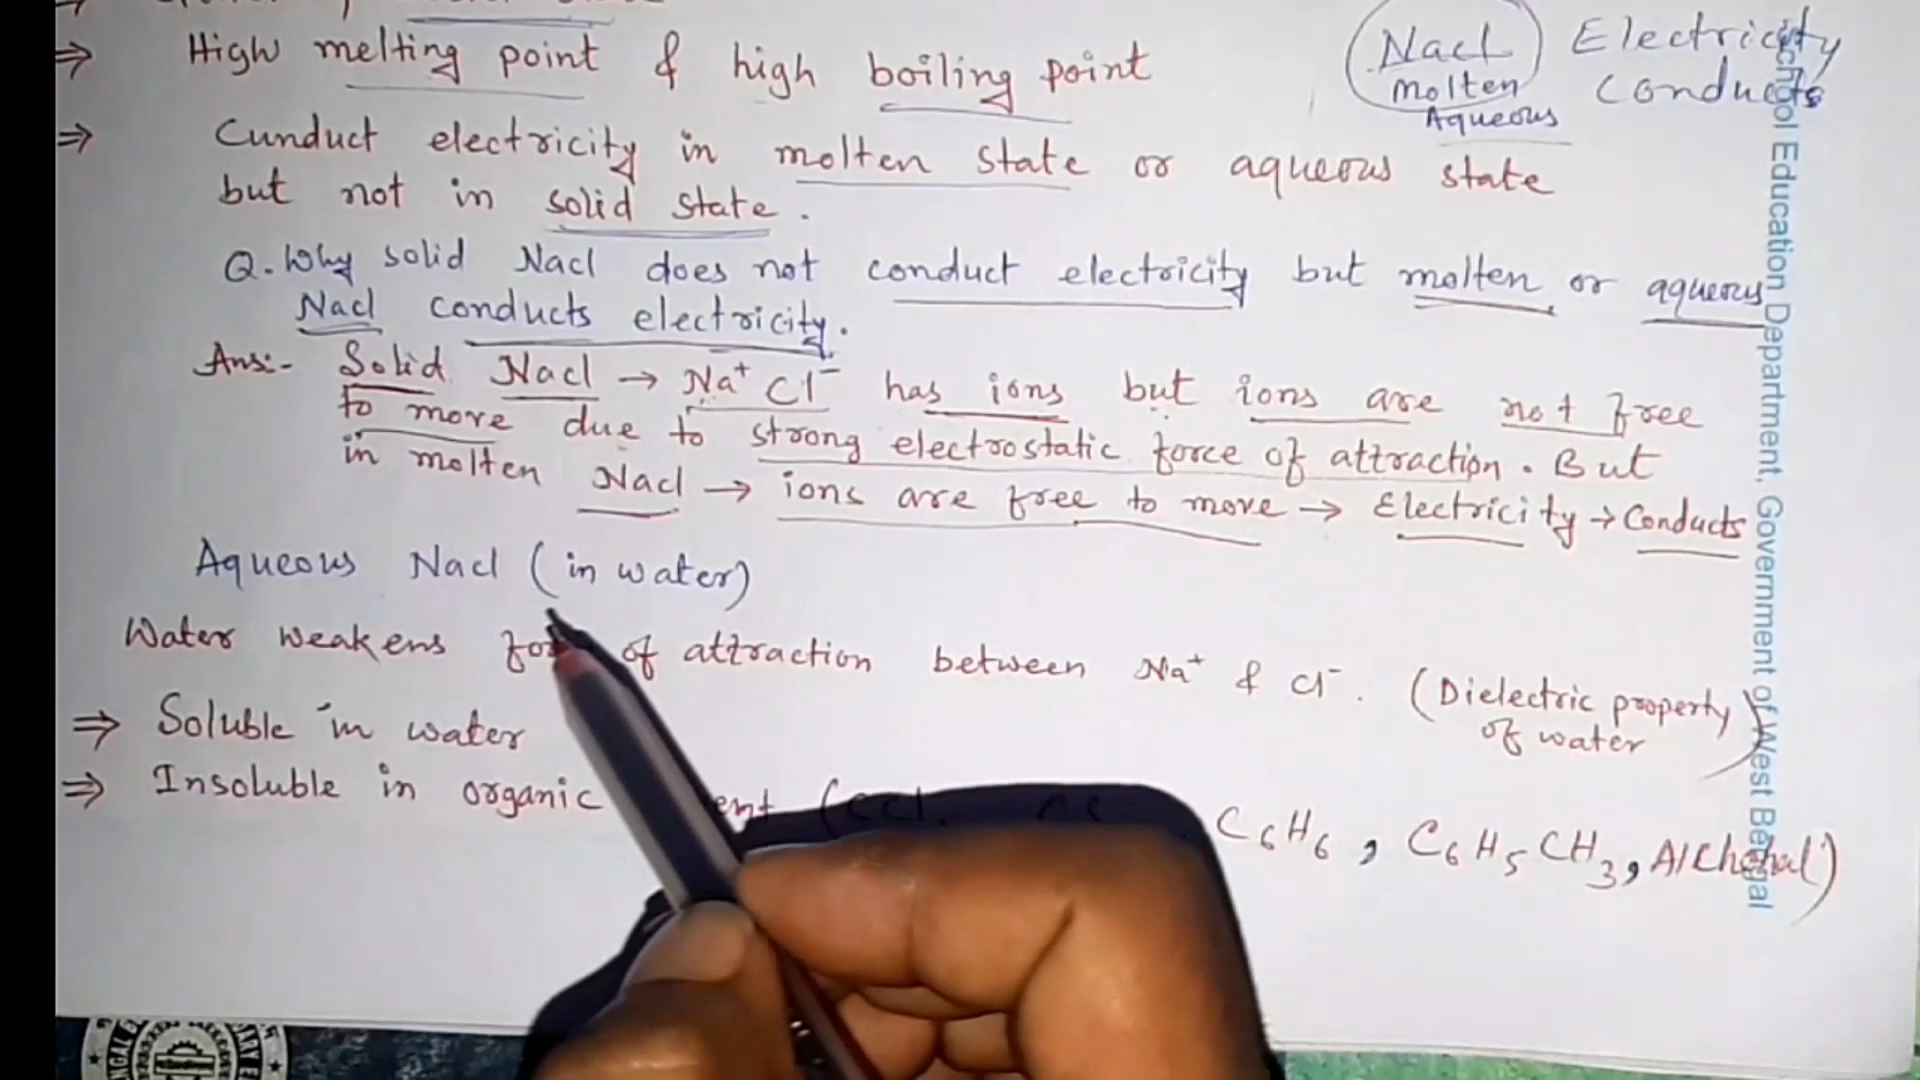 ⇒ High melting point & high boiling point
Nacl Electricity
molten conducts
Aqueous
⇒ Cunduct electricity in molten state or aqueous state
but not in solid state.
Q. Why solid Nacl does not conduct electricity but molten or aqueous
Nacl conducts electricity.
Ans:- Solid Nacl → Na⁺ Cl⁻ has ions but ions are not free
to move due to strong electrostatic force of attraction. But
in molten Nacl → ions are free to move → Electricity → Conducts
Aqueous Nacl (in water)
Water weakens of attraction between Na⁺ & Cl⁻. (Dielectric property
of water)
⇒ Soluble in water
⇒ Insoluble in organic C₆H₆, C₆H₅CH₃, Alchohal)
School Education Department, Government of West Bengal